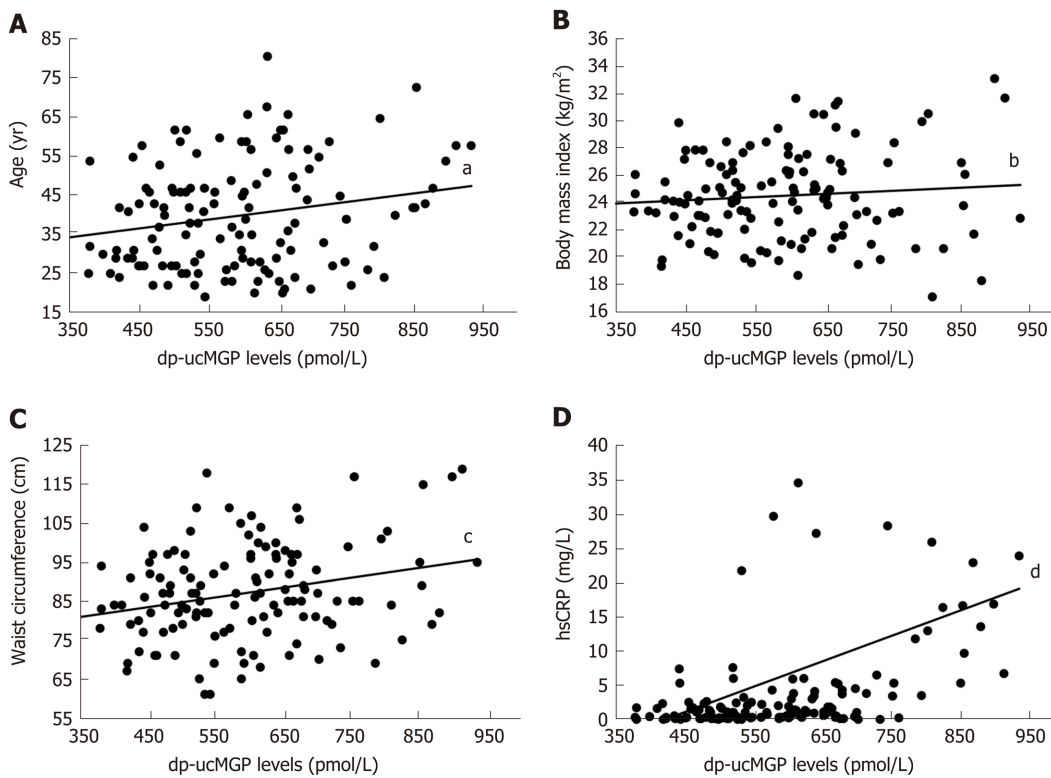 A
Age (yr)
85
75
65
55
45
35
25
15
a
350 450 550 650 750 850 950
dp-ucMGP levels (pmol/L)
B
Body mass index (kg/m²)
36
34
32
30
28
26
24
22
20
18
16
b
350 450 550 650 750 850 950
dp-ucMGP levels (pmol/L)
C
Waist circumference (cm)
125
115
105
95
85
75
65
55
c
450 550 650 750 850 950
dp-ucMGP levels (pmol/L)
D
hsCRP (mg/L)
40
35
30
25
20
15
10
5
0
d
350 450 550 650 750 850 950
dp-ucMGP levels (pmol/L)